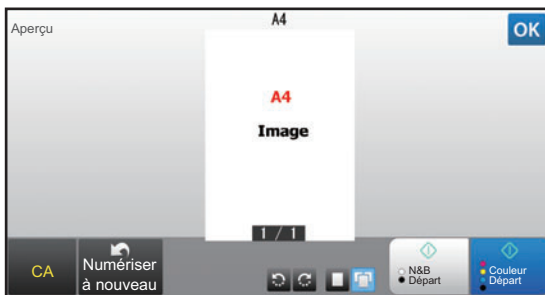 Aperçu
A4
OK
A4
Image
1 / 1
CA
Numériser
à nouveau
N&B
Départ
Couleur
Départ